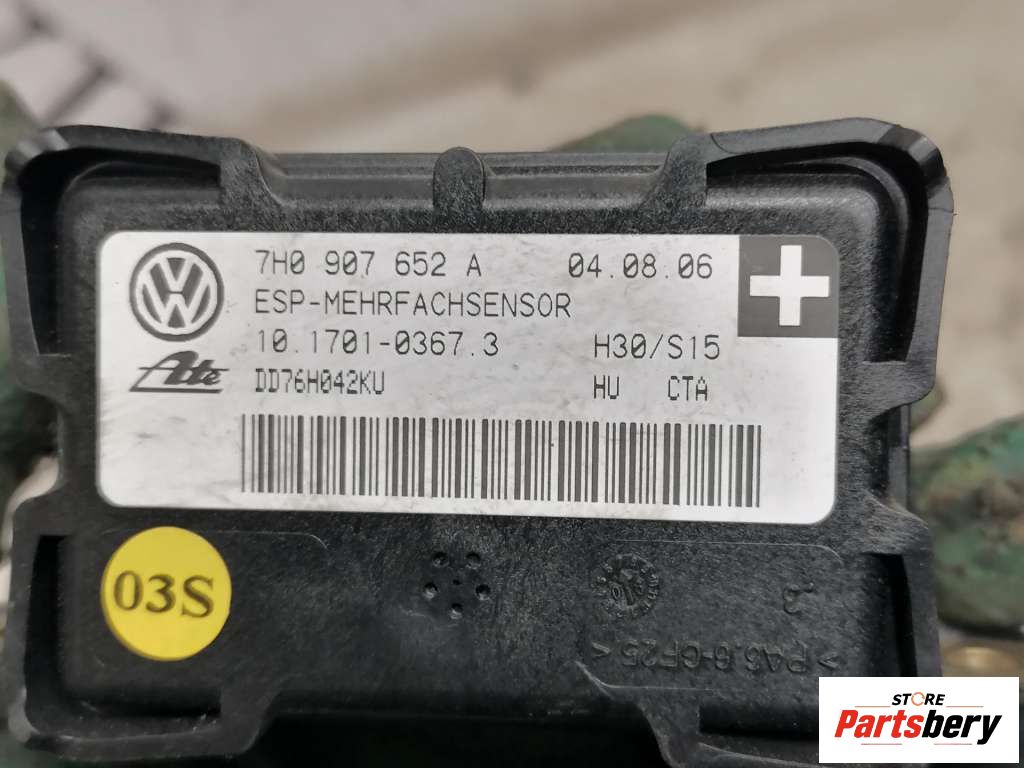 7H0 907 652 A 04.08.06
ESP-MEHRFACHSENSOR
10.1701-0367.3 H30/S15
Ate DD76H042KU HU CTA
03S
>PA6.6-GF25<
STORE
Partsbery